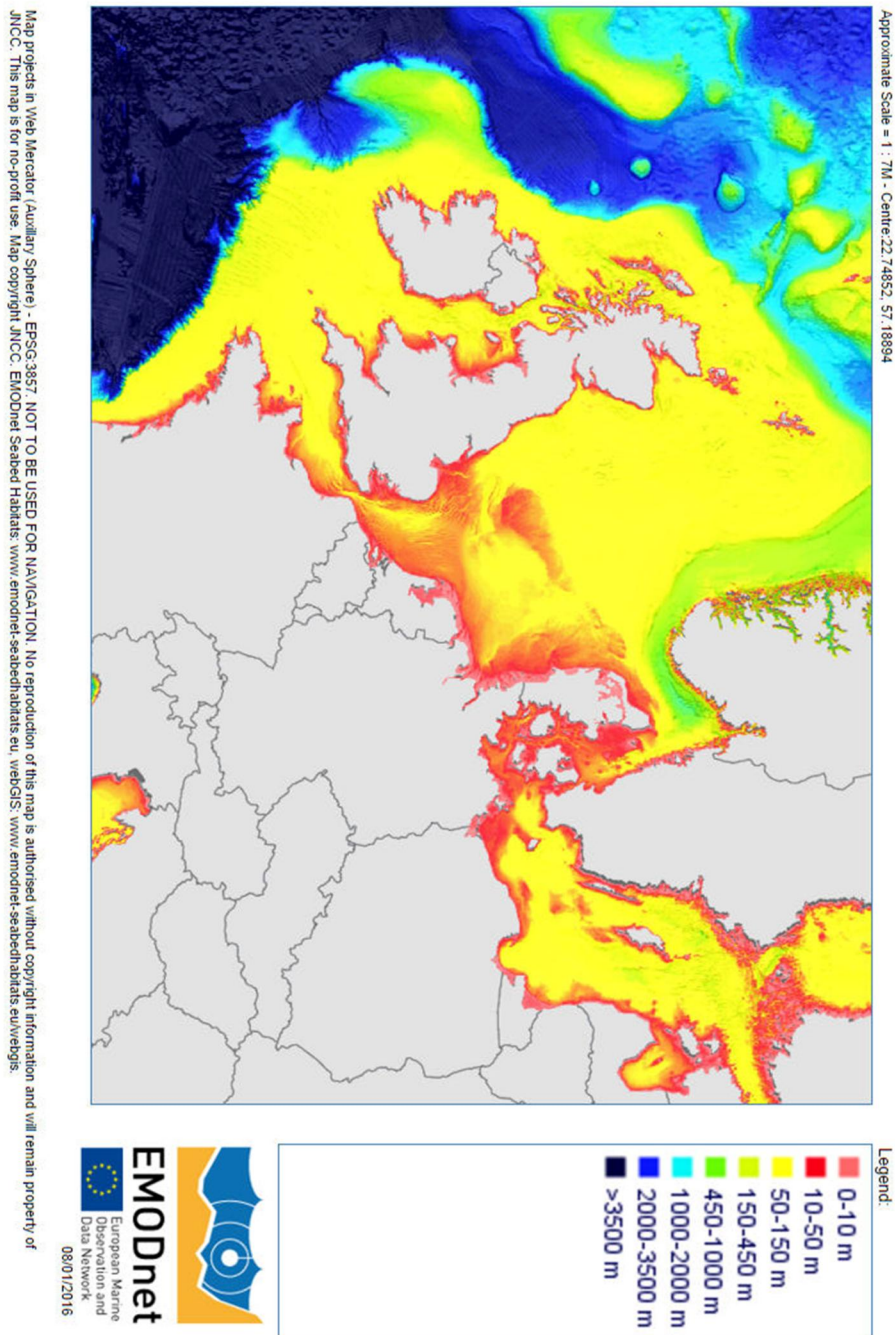 Approximate Scale = 1 : 7M - Centre:22.74852, 57.18894
Legend:
0-10 m
10-50 m
50-150 m
150-450 m
450-1000 m
1000-2000 m
2000-3500 m
>3500 m
EMODnet
European Marine
Observation and
Data Network
08/01/2016
Map projects in Web Mercator (Auxillary Sphere) - EPSG:3857. NOT TO BE USED FOR NAVIGATION. No reproduction of this map is authorised without copyright information and will remain property of
JNCC. This map is for no-profit use. Map copyright JNCC. EMODnet Seabed Habitats: www.emodnet-seabedhabitats.eu, webGIS: www.emodnet-seabedhabitats.eu/webgis.